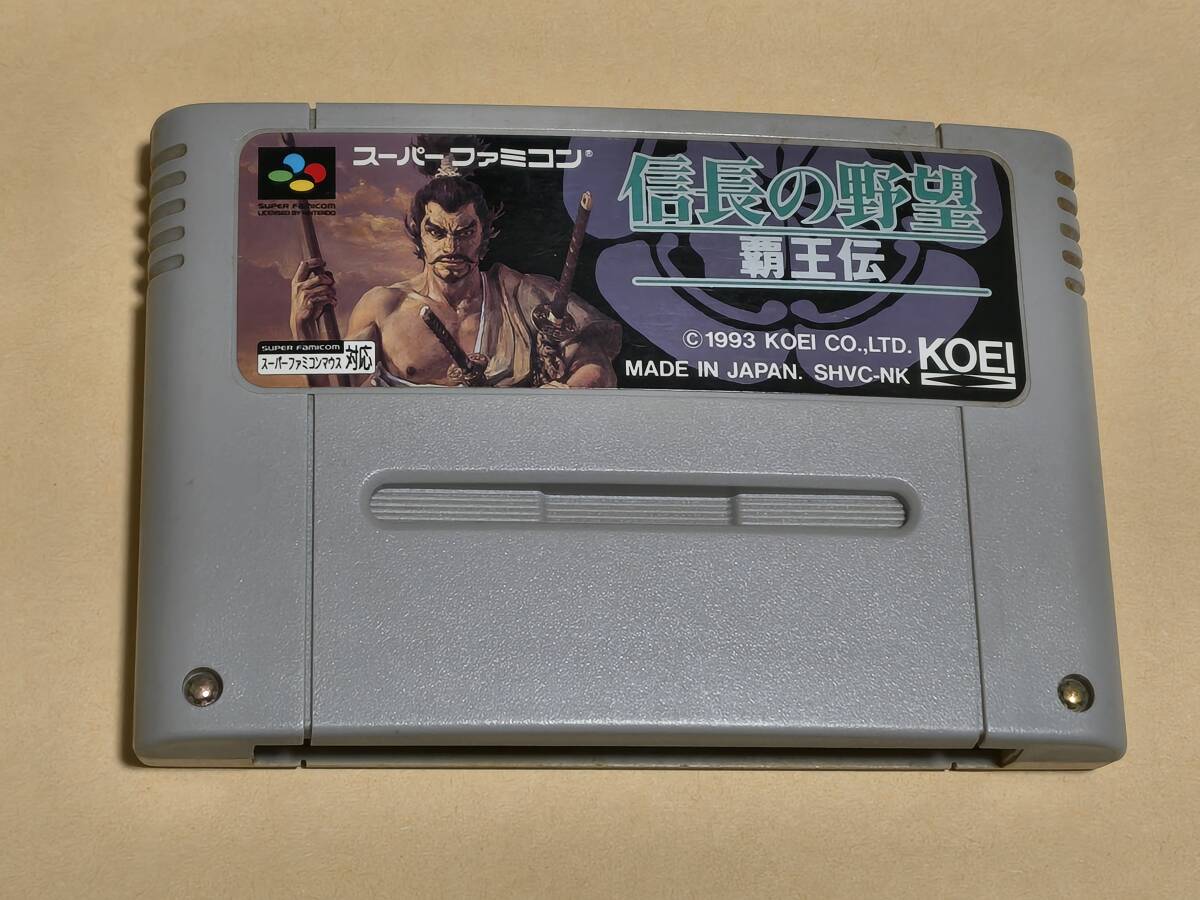 スーパーファミコン®
SUPER FAMICOM
LICENSED BY NINTENDO
信長の野望
覇王伝
SUPER FAMICOM
スーパーファミコンマウス 対応
©1993 KOEI CO.,LTD.
MADE IN JAPAN. SHVC-NK
KOEI